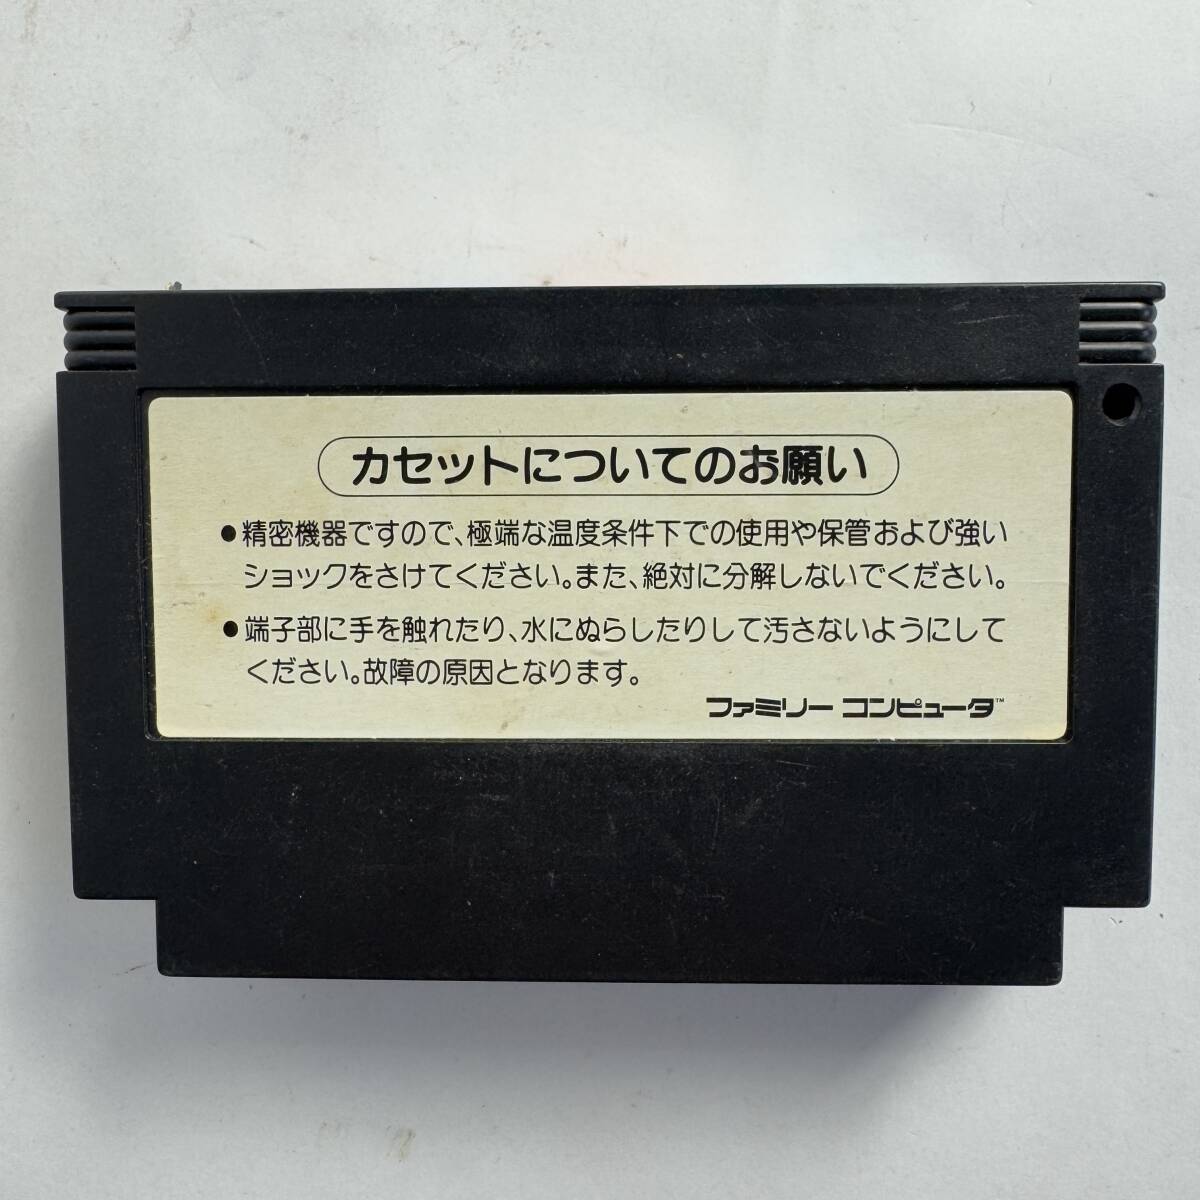 カセットについてのお願い
●精密機器ですので、極端な温度条件下での使用や保管および強い
ショックをさけてください。また、絶対に分解しないでください。
●端子部に手を触れたり、水にぬらしたりして汚さないようにして
ください。故障の原因となります。
ファミリー コンピュータ™